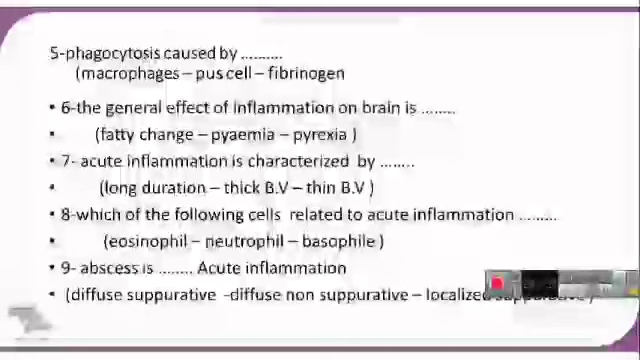 5-phagocytosis caused by ..........
(macrophages – pus cell – fibrinogen
• 6-the general effect of inflammation on brain is ........
• (fatty change – pyaemia – pyrexia )
• 7- acute inflammation is characterized by ........
• (long duration – thick B.V – thin B.V )
• 8-which of the following cells related to acute inflammation .........
• (eosinophil – neutrophil – basophile )
• 9- abscess is ........ Acute inflammation
• (diffuse suppurative -diffuse non suppurative – localized suppurative )